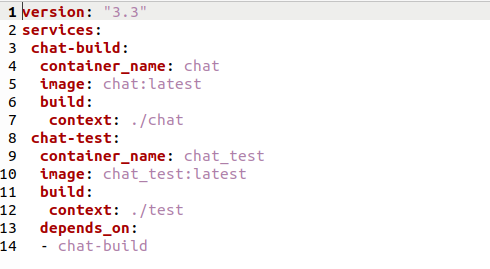 1 version: "3.3"
2 services:
3  chat-build:
4   container_name: chat
5   image: chat:latest
6   build:
7    context: ./chat
8  chat-test:
9   container_name: chat_test
10   image: chat_test:latest
11   build:
12    context: ./test
13   depends_on:
14   - chat-build